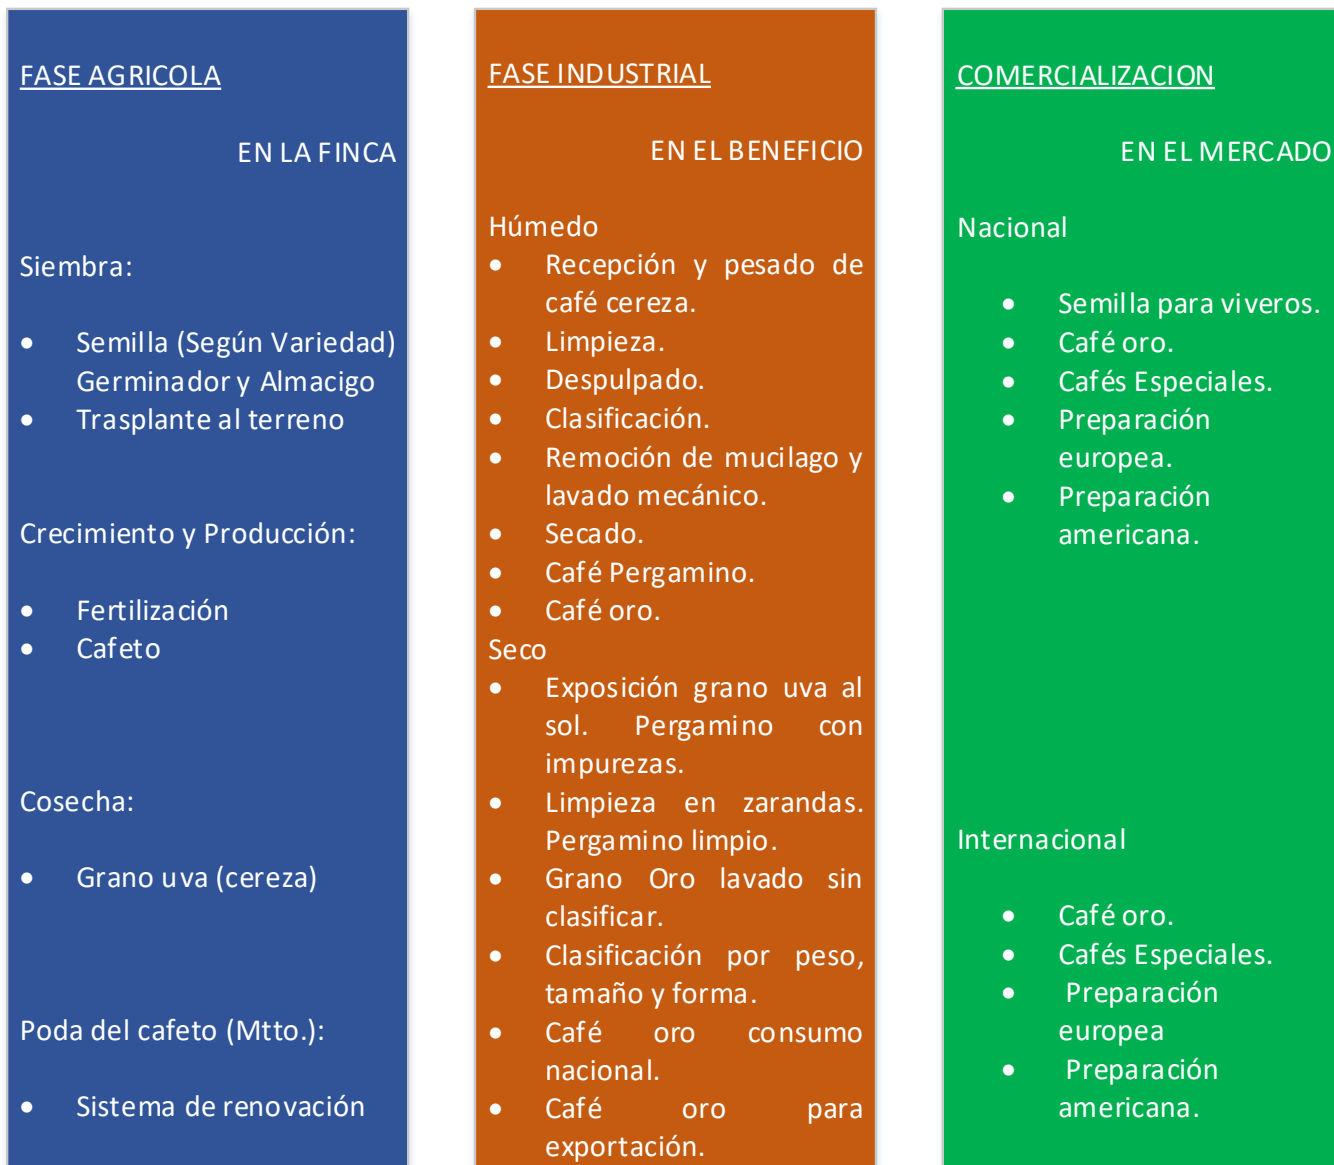 FASE AGRICOLA
EN LA FINCA
Siembra:
• Semilla (Según Variedad)
Germinador y Almacigo
• Trasplante al terreno
Crecimiento y Producción:
• Fertilización
• Cafeto
Cosecha:
• Grano uva (cereza)
Poda del cafeto (Mtto.):
• Sistema de renovación
FASE INDUSTRIAL
EN EL BENEFICIO
Húmedo
• Recepción y pesado de
café cereza.
• Limpieza.
• Despulpado.
• Clasificación.
• Remoción de mucilago y
lavado mecánico.
• Secado.
• Café Pergamino.
• Café oro.
Seco
• Exposición grano uva al
sol. Pergamino con
impurezas.
• Limpieza en zarandas.
Pergamino limpio.
• Grano Oro lavado sin
clasificar.
• Clasificación por peso,
tamaño y forma.
• Café oro consumo
nacional.
• Café oro para
exportación.
COMERCIALIZACION
EN EL MERCADO
Nacional
• Semilla para viveros.
• Café oro.
• Cafés Especiales.
• Preparación
europea.
• Preparación
americana.
Internacional
• Café oro.
• Cafés Especiales.
• Preparación
europea
• Preparación
americana.